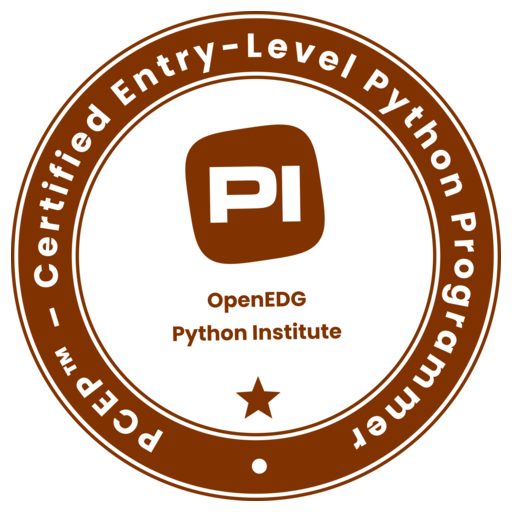 PCEP™ – Certified Entry-Level Python Programmer
PI
OpenEDG
Python Institute